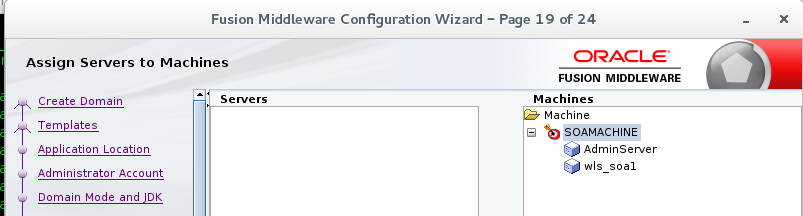 Fusion Middleware Configuration Wizard – Page 19 of 24
Assign Servers to Machines
ORACLE
FUSION MIDDLEWARE
Create Domain
Templates
Application Location
Administrator Account
Domain Mode and JDK
Servers
Machines
Machine
SOAMACHINE
AdminServer
wls_soa1